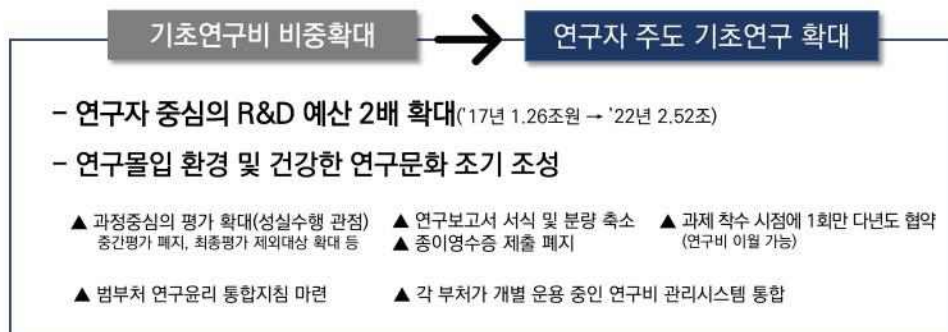 기초연구비 비중확대
연구자 주도 기초연구 확대
– 연구자 중심의 R&D 예산 2배 확대('17년 1.26조원 → '22년 2.52조)
– 연구몰입 환경 및 건강한 연구문화 조기 조성
▲ 과정중심의 평가 확대(성실수행 관점)
중간평가 폐지, 최종평가 제외대상 확대 등
▲ 연구보고서 서식 및 분량 축소
▲ 종이영수증 제출 폐지
▲ 과제 착수 시점에 1회만 다년도 협약
(연구비 이월 가능)
▲ 범부처 연구윤리 통합지침 마련
▲ 각 부처가 개별 운용 중인 연구비 관리시스템 통합